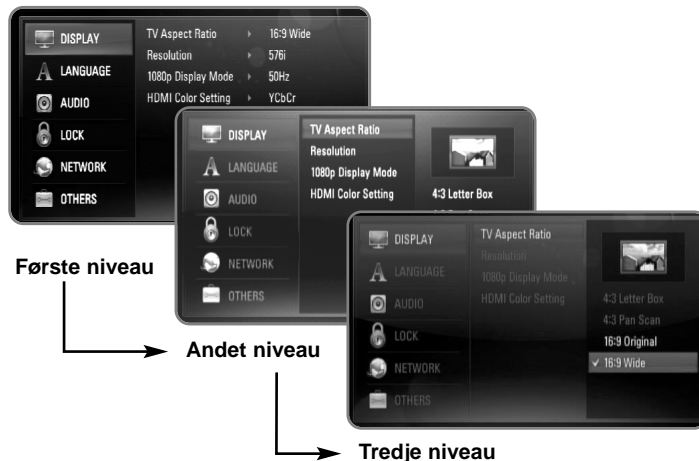 DISPLAY
LANGUAGE
AUDIO
LOCK
NETWORK
OTHERS
TV Aspect Ratio 16:9 Wide
Resolution 576i
1080p Display Mode 50Hz
HDMI Color Setting YCbCr
DISPLAY
LANGUAGE
AUDIO
LOCK
NETWORK
OTHERS
TV Aspect Ratio
Resolution
1080p Display Mode
HDMI Color Setting
4:3 Letter Box
DISPLAY
LANGUAGE
AUDIO
LOCK
NETWORK
OTHERS
TV Aspect Ratio
Resolution
1080p Display Mode
HDMI Color Setting
4:3 Letter Box
4:3 Pan Scan
16:9 Original
✓ 16:9 Wide
Første niveau
Andet niveau
Tredje niveau